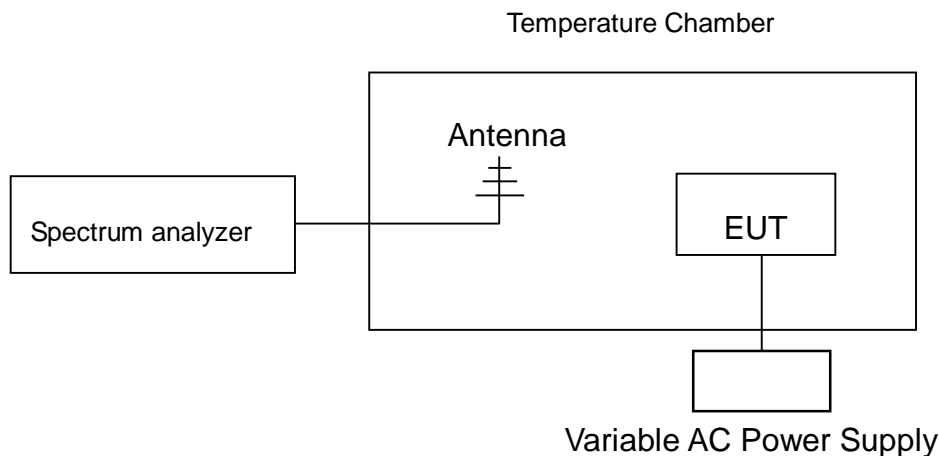 Temperature Chamber
Antenna
Spectrum analyzer
EUT
Variable AC Power Supply